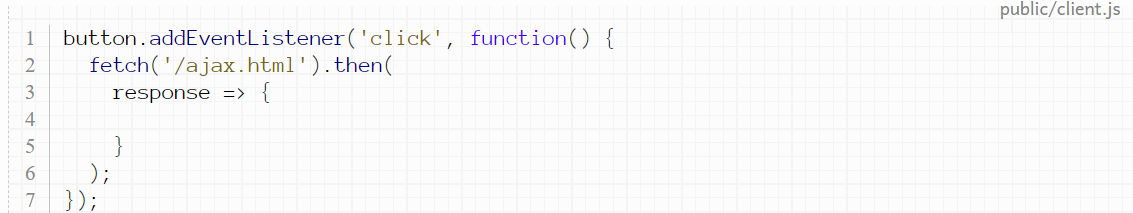 public/client.js
1 button.addEventListener('click', function() {
2   fetch('/ajax.html').then(
3     response => {
4
5     }
6   );
7 });